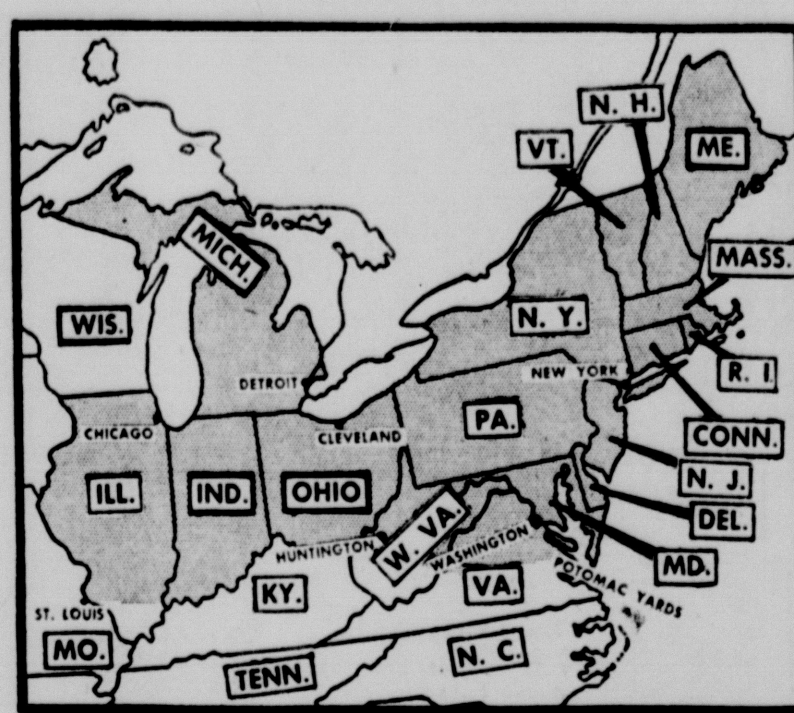 N. H.
VT.
ME.
MICH.
MASS.
WIS.
N. Y.
NEW YORK
R. I.
DETROIT
PA.
CHICAGO
CLEVELAND
CONN.
ILL.
IND.
OHIO
N. J.
DEL.
W. VA.
HUNTINGTON
WASHINGTON
MD.
KY.
VA.
POTOMAC YARDS
ST. LOUIS
MO.
TENN.
N. C.